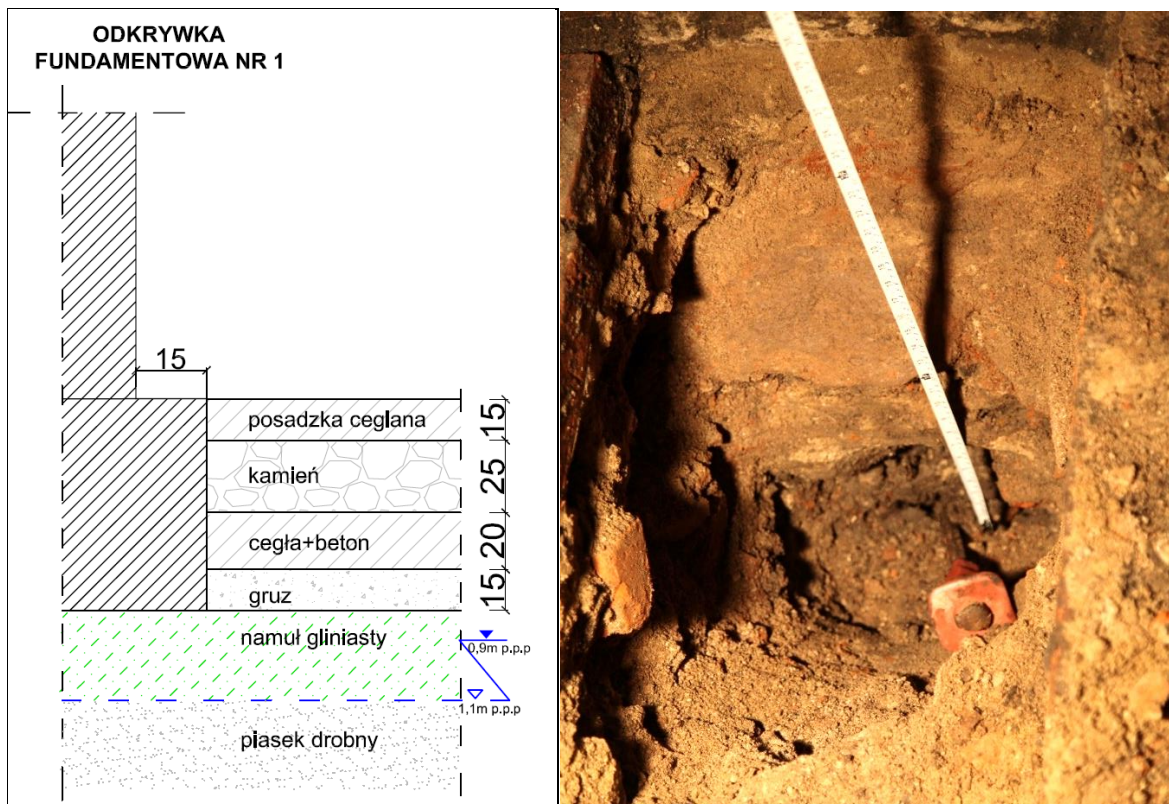 ODKRYWKA
FUNDAMENTOWA NR 1
15
posadzka ceglana
15
kamień
25
cegła+beton
20
gruz
15
namuł gliniasty
0,9m p.p.p
1,1m p.p.p
piasek drobny